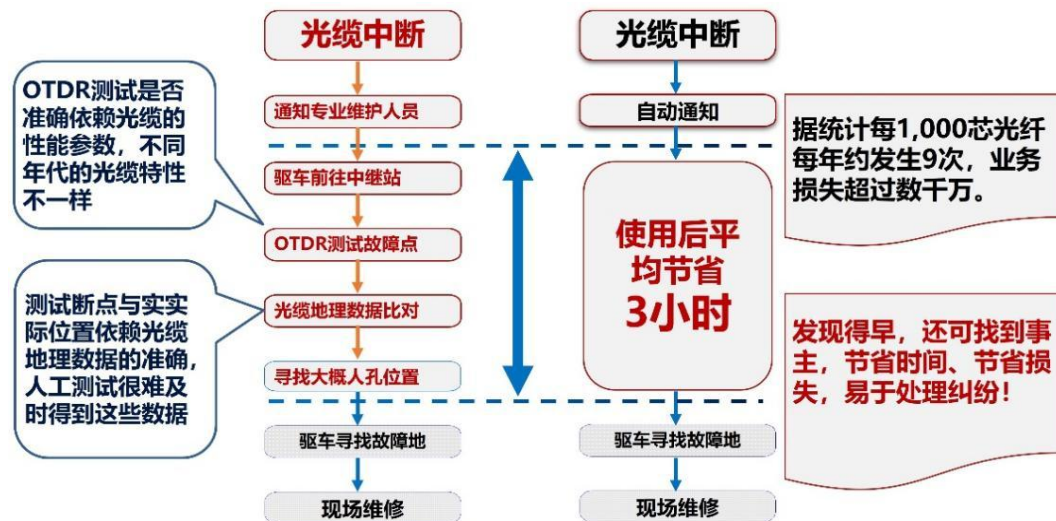 光缆中断
通知专业维护人员
驱车前往中继站
OTDR测试故障点
光缆地理数据比对
寻找大概人孔位置
驱车寻找故障地
现场维修
OTDR测试是否
准确依赖光缆的
性能参数，不同
年代的光缆特性
不一样
测试断点与实实
际位置依赖光缆
地理数据的准确，
人工测试很难及
时得到这些数据
光缆中断
自动通知
使用后平
均节省
3小时
驱车寻找故障地
现场维修
据统计每1,000芯光纤
每年约发生9次，业务
损失超过数千万。
发现得早，还可找到事
主，节省时间、节省损
失，易于处理纠纷！